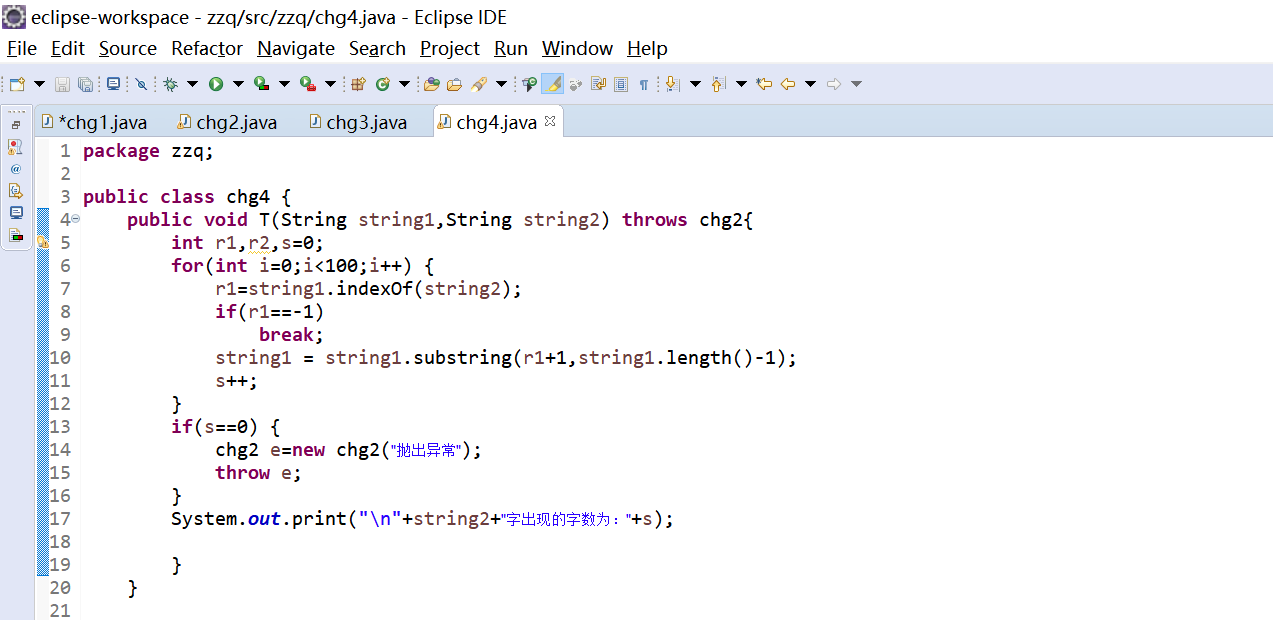 eclipse-workspace - zzq/src/zzq/chg4.java - Eclipse IDE
File Edit Source Refactor Navigate Search Project Run Window Help
*chg1.java chg2.java chg3.java chg4.java
1 package zzq;
2
3 public class chg4 {
4 public void T(String string1,String string2) throws chg2{
5 int r1,r2,s=0;
6 for(int i=0;i<100;i++) {
7 r1=string1.indexOf(string2);
8 if(r1==-1)
9 break;
10 string1 = string1.substring(r1+1,string1.length()-1);
11 s++;
12 }
13 if(s==0) {
14 chg2 e=new chg2("抛出异常");
15 throw e;
16 }
17 System.out.print("\n"+string2+"字出现的字数为："+s);
18
19 }
20 }
21